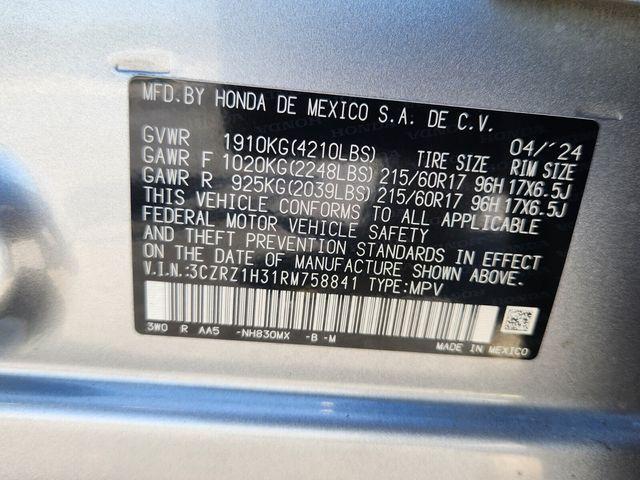 MFD.BY HONDA DE MEXICO S.A. DE C.V.
04/'24
GVWR 1910KG(4210LBS) TIRE SIZE RIM SIZE
GAWR F 1020KG(2248LBS) 215/60R17 96H 17X6.5J
GAWR R 925KG(2039LBS) 215/60R17 96H 17X6.5J
THIS VEHICLE CONFORMS TO ALL APPLICABLE
FEDERAL MOTOR VEHICLE SAFETY
AND THEFT PREVENTION STANDARDS IN EFFECT
ON THE DATE OF MANUFACTURE SHOWN ABOVE.
V.I.N.:3CZRZ1H31RM758841 TYPE:MPV
3W0 R AA5 -NH830MX -B -M
MADE IN MEXICO